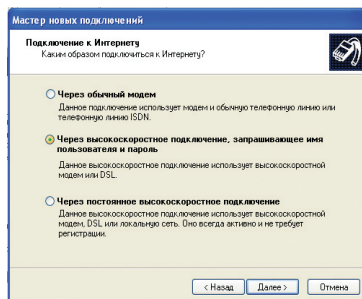 Мастер новых подключений
Подключение к Интернету
Каким образом подключиться к Интернету?
Через обычный модем
Данное подключение использует модем и обычную телефонную линию или
телефонную линию ISDN.
Через высокоскоростное подключение, запрашивающее имя
пользователя и пароль
Данное высокоскоростное подключение использует высокоскоростной
модем или DSL.
Через постоянное высокоскоростное подключение
Данное высокоскоростное подключение использует высокоскоростной
модем, DSL или локальную сеть. Оно всегда активно и не требует
регистрации.
< Назад Далее > Отмена